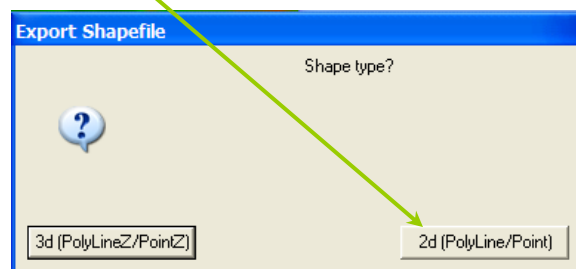 Export Shapefile
Shape type?
3d (PolyLineZ/PointZ)
2d (PolyLine/Point)